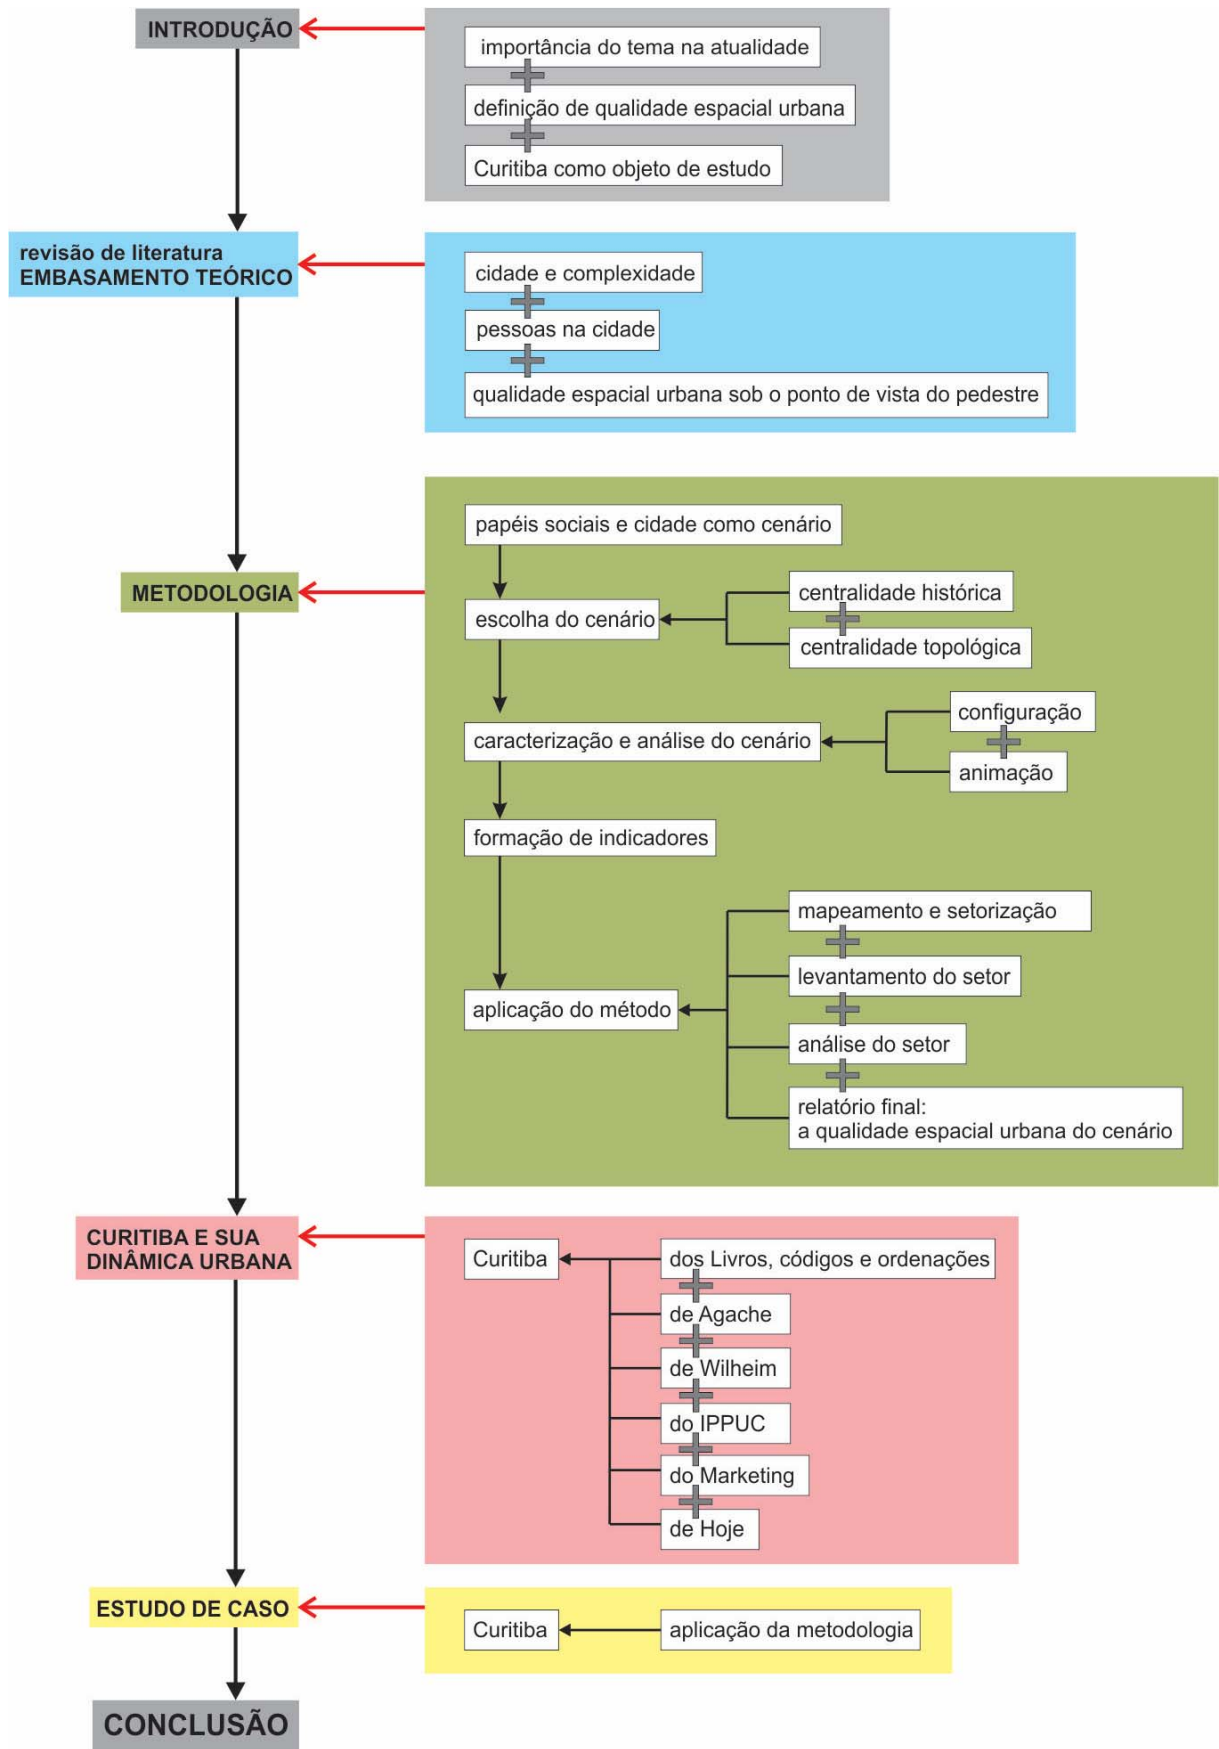 INTRODUÇÃO
importância do tema na atualidade
definição de qualidade espacial urbana
Curitiba como objeto de estudo
revisão de literatura
EMBASAMENTO TEÓRICO
cidade e complexidade
pessoas na cidade
qualidade espacial urbana sob o ponto de vista do pedestre
METODOLOGIA
papéis sociais e cidade como cenário
escolha do cenário
centralidade histórica
centralidade topológica
caracterização e análise do cenário
configuração
animação
formação de indicadores
aplicação do método
mapeamento e setorização
levantamento do setor
análise do setor
relatório final:
a qualidade espacial urbana do cenário
CURITIBA E SUA
DINÂMICA URBANA
Curitiba
dos Livros, códigos e ordenações
de Agache
de Wilheim
do IPPUC
do Marketing
de Hoje
ESTUDO DE CASO
Curitiba
aplicação da metodologia
CONCLUSÃO